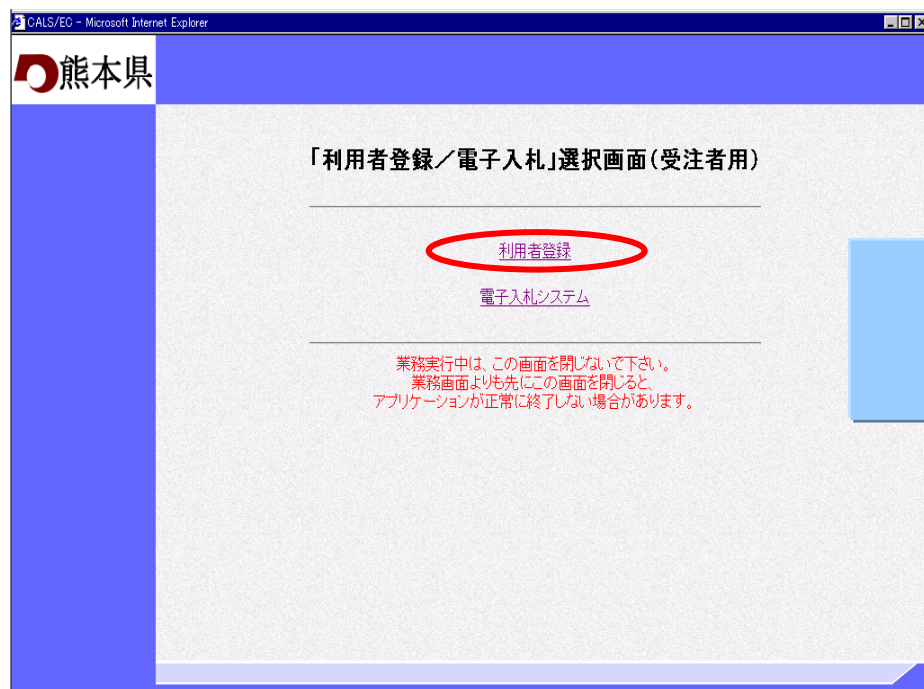 CALS/EC - Microsoft Internet Explorer
熊本県
「利用者登録／電子入札」選択画面(受注者用)
利用者登録
電子入札システム
業務実行中は、この画面を閉じないで下さい。
業務画面よりも先にこの画面を閉じると、
アプリケーションが正常に終了しない場合があります。